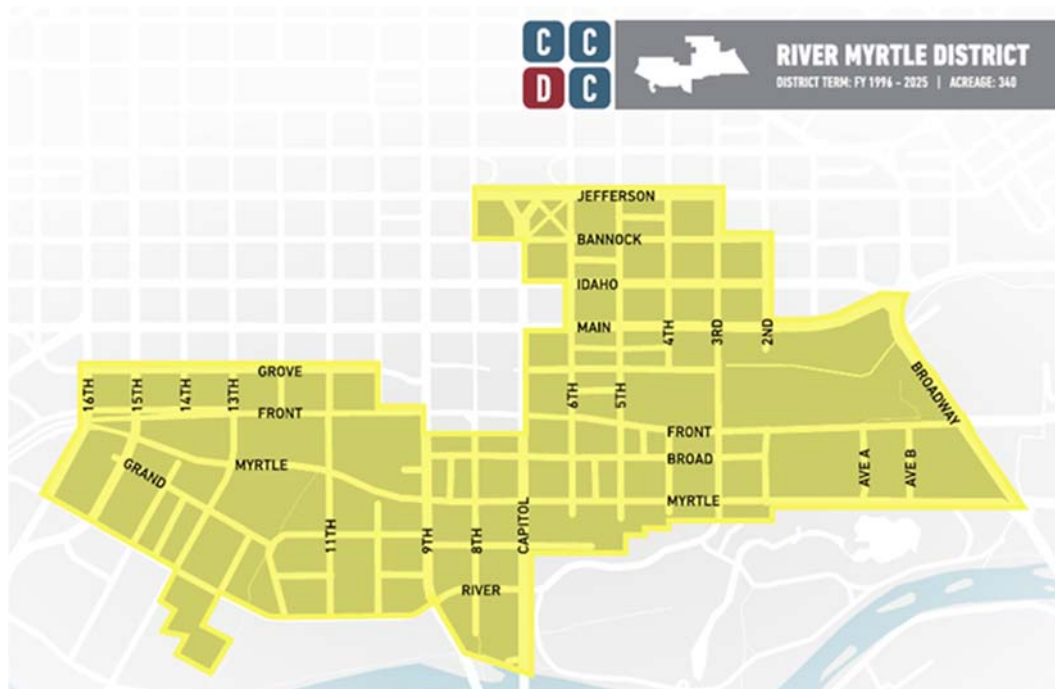 C C
D C
RIVER MYRTLE DISTRICT
DISTRICT TERM: FY 1996 - 2025 | ACREAGE: 340
JEFFERSON
BANNOCK
IDAHO
MAIN
4TH
3RD
2ND
GROVE
16TH
15TH
14TH
13TH
6TH
5TH
BROADWAY
FRONT
FRONT
BROAD
MYRTLE
GRAND
AVE A
AVE B
MYRTLE
11TH
9TH
8TH
CAPITOL
RIVER